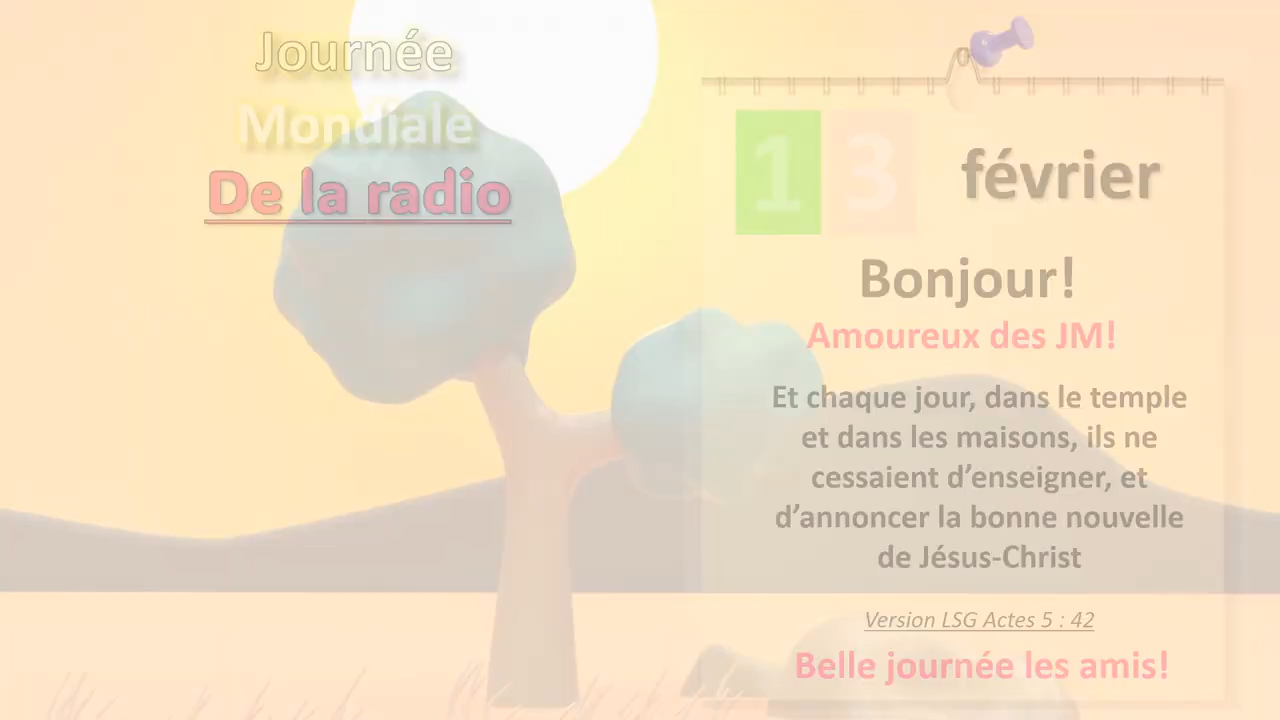 Journée
Mondiale
De la radio
13 février
Bonjour!
Amoureux des JM!
Et chaque jour, dans le temple
et dans les maisons, ils ne
cessaient d’enseigner, et
d’annoncer la bonne nouvelle
de Jésus-Christ
Version LSG Actes 5 : 42
Belle journée les amis!